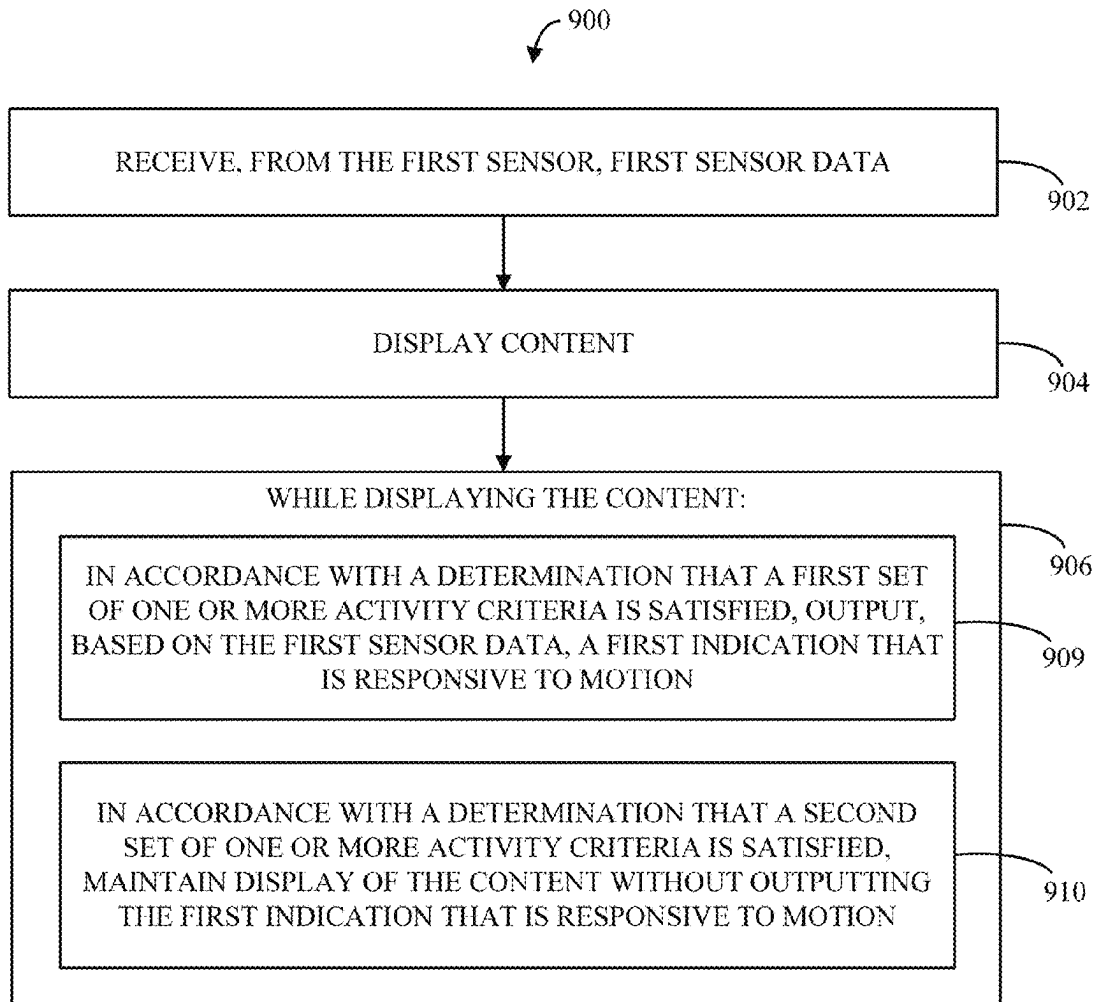 900
RECEIVE, FROM THE FIRST SENSOR, FIRST SENSOR DATA
902
DISPLAY CONTENT
904
WHILE DISPLAYING THE CONTENT:
906
IN ACCORDANCE WITH A DETERMINATION THAT A FIRST SET
OF ONE OR MORE ACTIVITY CRITERIA IS SATISFIED, OUTPUT,
BASED ON THE FIRST SENSOR DATA, A FIRST INDICATION THAT
IS RESPONSIVE TO MOTION
909
IN ACCORDANCE WITH A DETERMINATION THAT A SECOND
SET OF ONE OR MORE ACTIVITY CRITERIA IS SATISFIED,
MAINTAIN DISPLAY OF THE CONTENT WITHOUT OUTPUTTING
THE FIRST INDICATION THAT IS RESPONSIVE TO MOTION
910